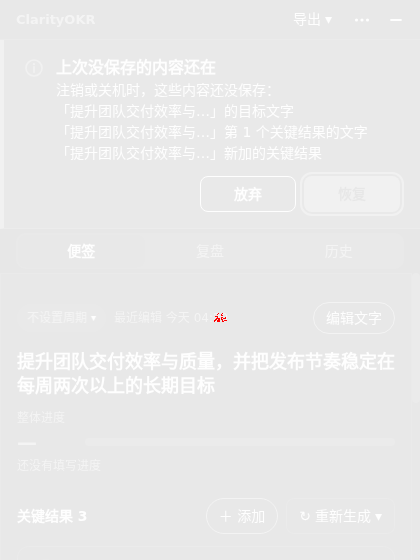 ClarityOKR
导出 ▾ ··· −
上次没保存的内容还在
注销或关机时，这些内容还没保存：
「提升团队交付效率与…」的目标文字
「提升团队交付效率与…」第 1 个关键结果的文字
「提升团队交付效率与…」新加的关键结果
放弃 恢复
便签 复盘 历史
不设置周期 ▾ 最近编辑 今天 04 编辑文字
提升团队交付效率与质量，并把发布节奏稳定在
每周两次以上的长期目标
整体进度
还没有填写进度
关键结果 3 ＋ 添加 ↻ 重新生成 ▾